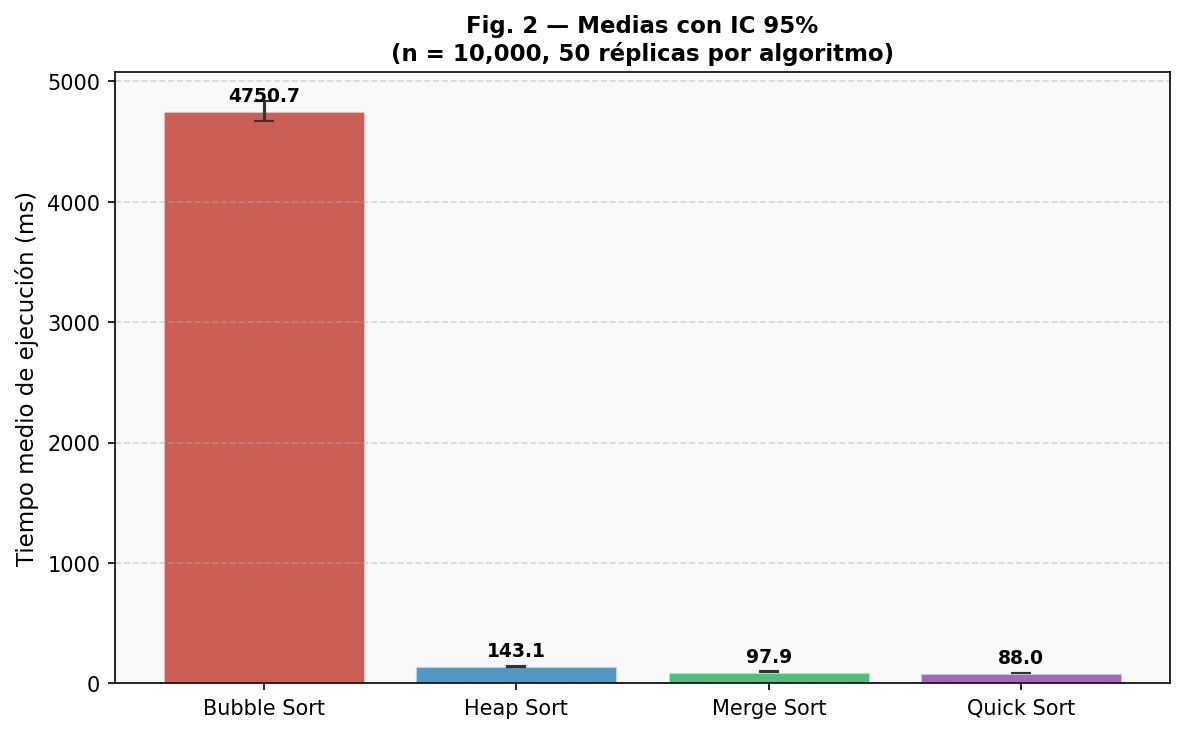 Fig. 2 — Medias con IC 95%
(n = 10,000, 50 réplicas por algoritmo)
Tiempo medio de ejecución (ms)
5000
4000
3000
2000
1000
0
4750.7
143.1
97.9
88.0
Bubble Sort
Heap Sort
Merge Sort
Quick Sort